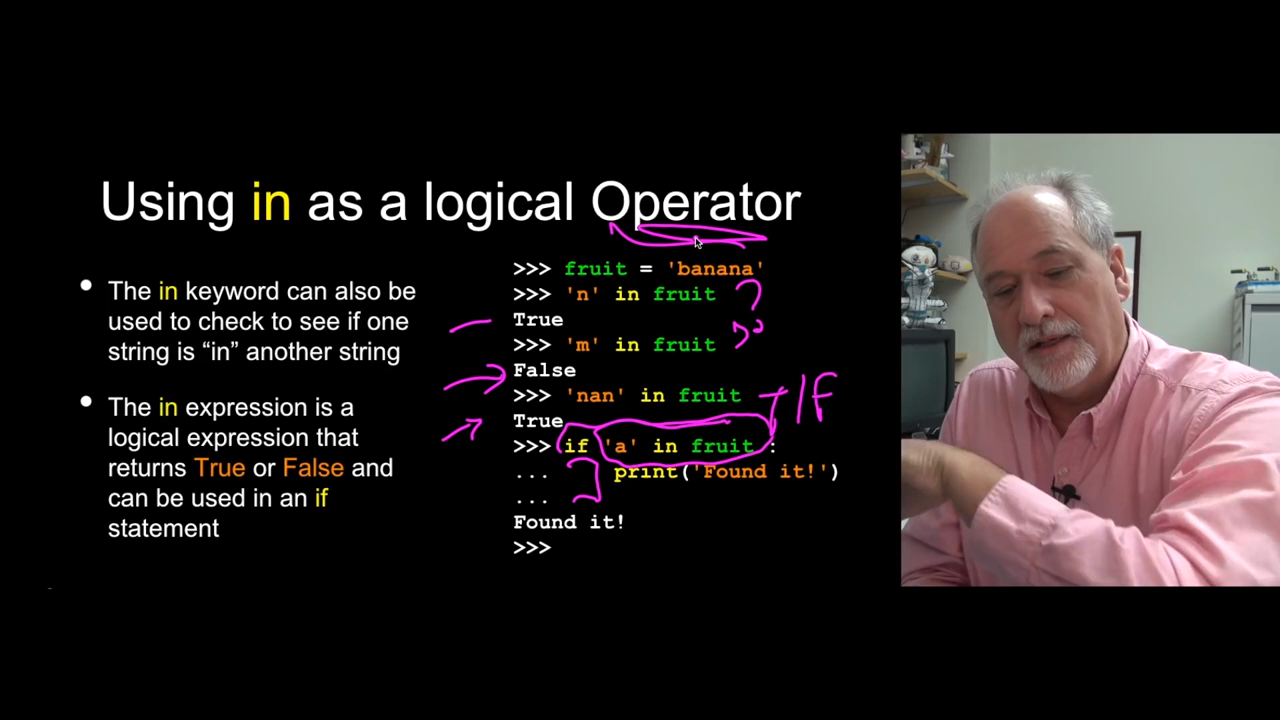 Using in as a logical Operator
• The in keyword can also be
used to check to see if one
string is “in” another string
• The in expression is a
logical expression that
returns True or False and
can be used in an if
statement
>>> fruit = 'banana'
>>> 'n' in fruit
True
>>> 'm' in fruit
False
>>> 'nan' in fruit
True
>>> if 'a' in fruit :
...    print('Found it!')
...
Found it!
>>>
T/F